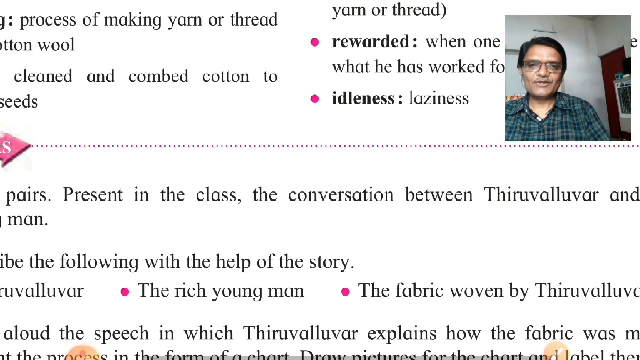 g : process of making yarn or thread
otton wool
cleaned and combed cotton to
seeds
yarn or thread)
• rewarded : when one
what he has worked fo
• idleness : laziness
S
pairs. Present in the class, the conversation between Thiruvalluvar and
g man.
ibe the following with the help of the story.
ruvalluvar • The rich young man • The fabric woven by Thiruvalluva
aloud the speech in which Thiruvalluvar explains how the fabric was m
nt the process in the form of a chart. Draw pictures for the chart and label the